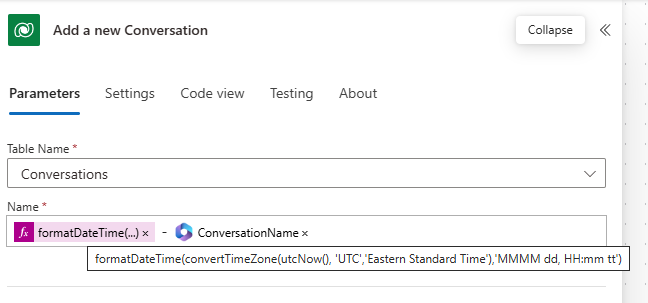 Add a new Conversation
Collapse
Parameters Settings Code view Testing About
Table Name *
Conversations
Name *
fx formatDateTime(...) × - ConversationName ×
formatDateTime(convertTimeZone(utcNow(), 'UTC','Eastern Standard Time'),'MMMM dd, HH:mm tt')